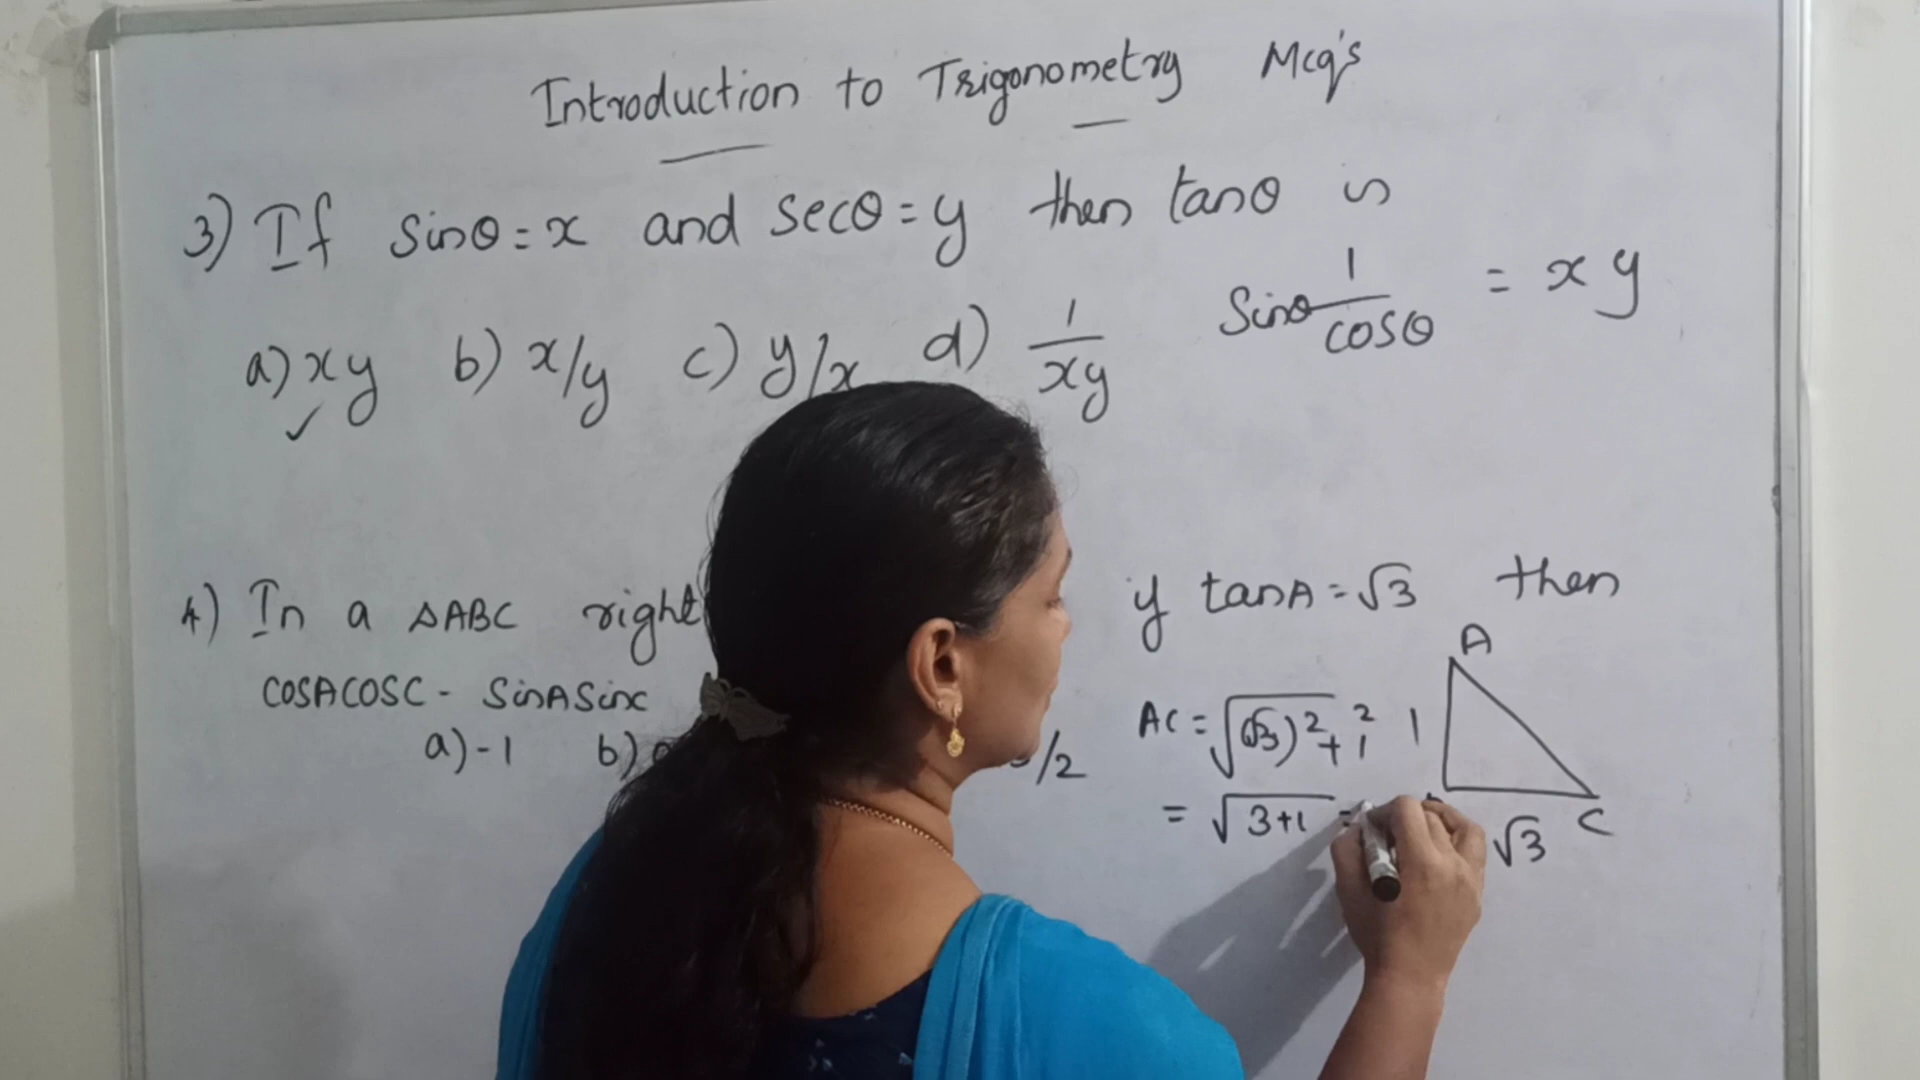 Introduction to Trigonometry Mcq's
3) If sinθ = x and secθ = y then tanθ is
a) xy b) x/y c) y/x d) 1/xy
✓
sinθ 1/cosθ = xy
4) In a ΔABC right if tanA = √3 then
cosAcosC - sinAsinc
a) -1 b) /2
AC = √(√3)² + 1²
= √3+1 =
A
1
C
√3